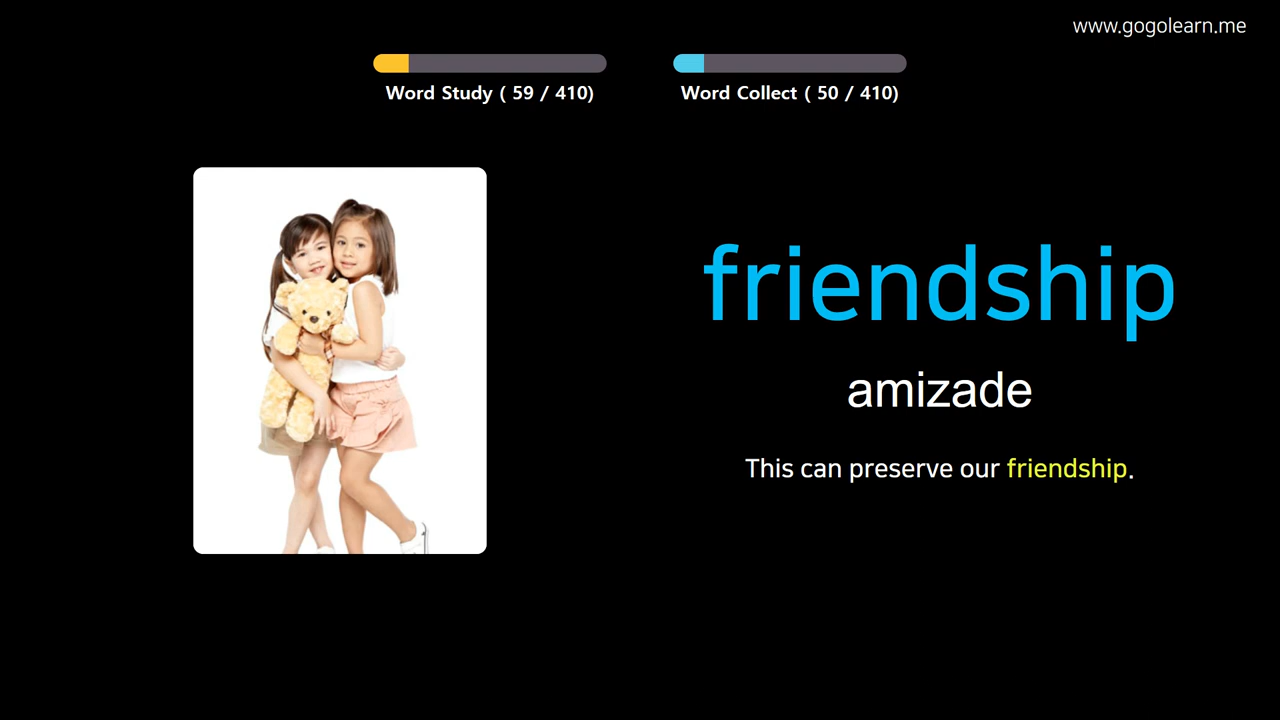 www.gogolearn.me
Word Study ( 59 / 410)
Word Collect ( 50 / 410)
friendship
amizade
This can preserve our friendship.